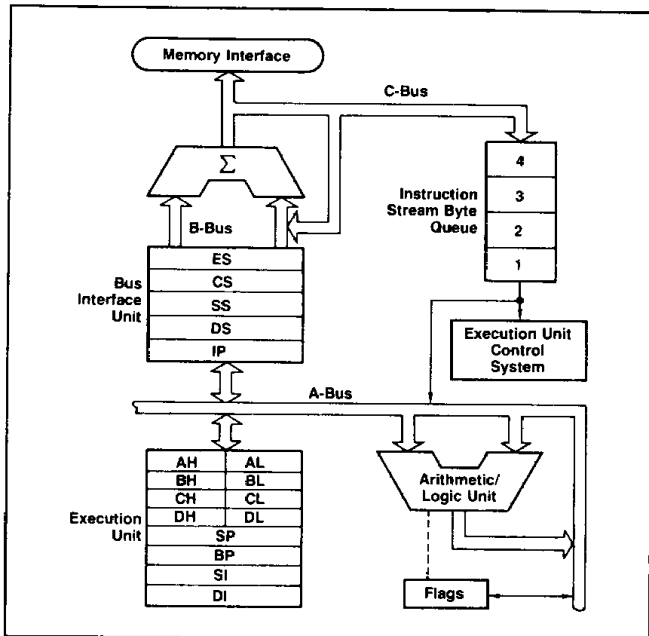 Memory Interface
C-Bus
Σ
B-Bus
4
3
2
1
Instruction
Stream Byte
Queue
ES
CS
SS
DS
IP
Bus
Interface
Unit
Execution Unit
Control
System
A-Bus
AH AL
BH BL
CH CL
DH DL
SP
BP
SI
DI
Execution
Unit
Arithmetic/
Logic Unit
Flags